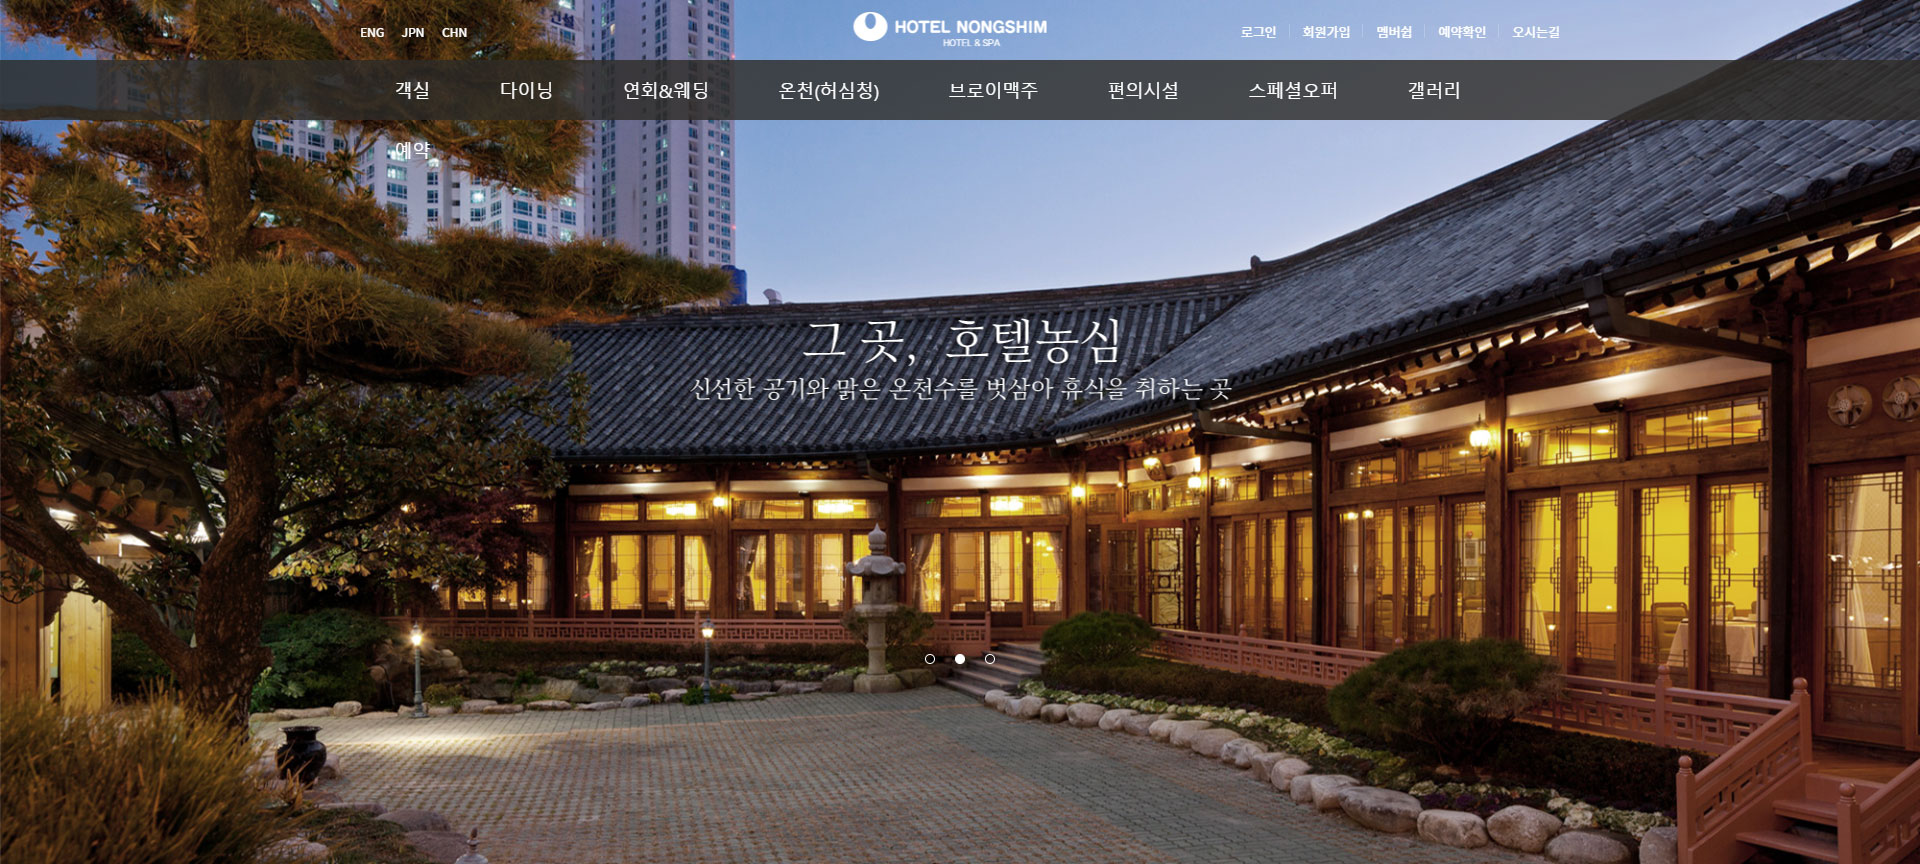 ENG JPN CHN
HOTEL NONGSHIM
HOTEL & SPA
로그인 회원가입 멤버쉽 예약확인 오시는길
객실 다이닝 연회&웨딩 온천(허심청) 브로이맥주 편의시설 스페셜오퍼 갤러리
예약
그 곳, 호텔농심
신선한 공기와 맑은 온천수를 벗삼아 휴식을 취하는 곳